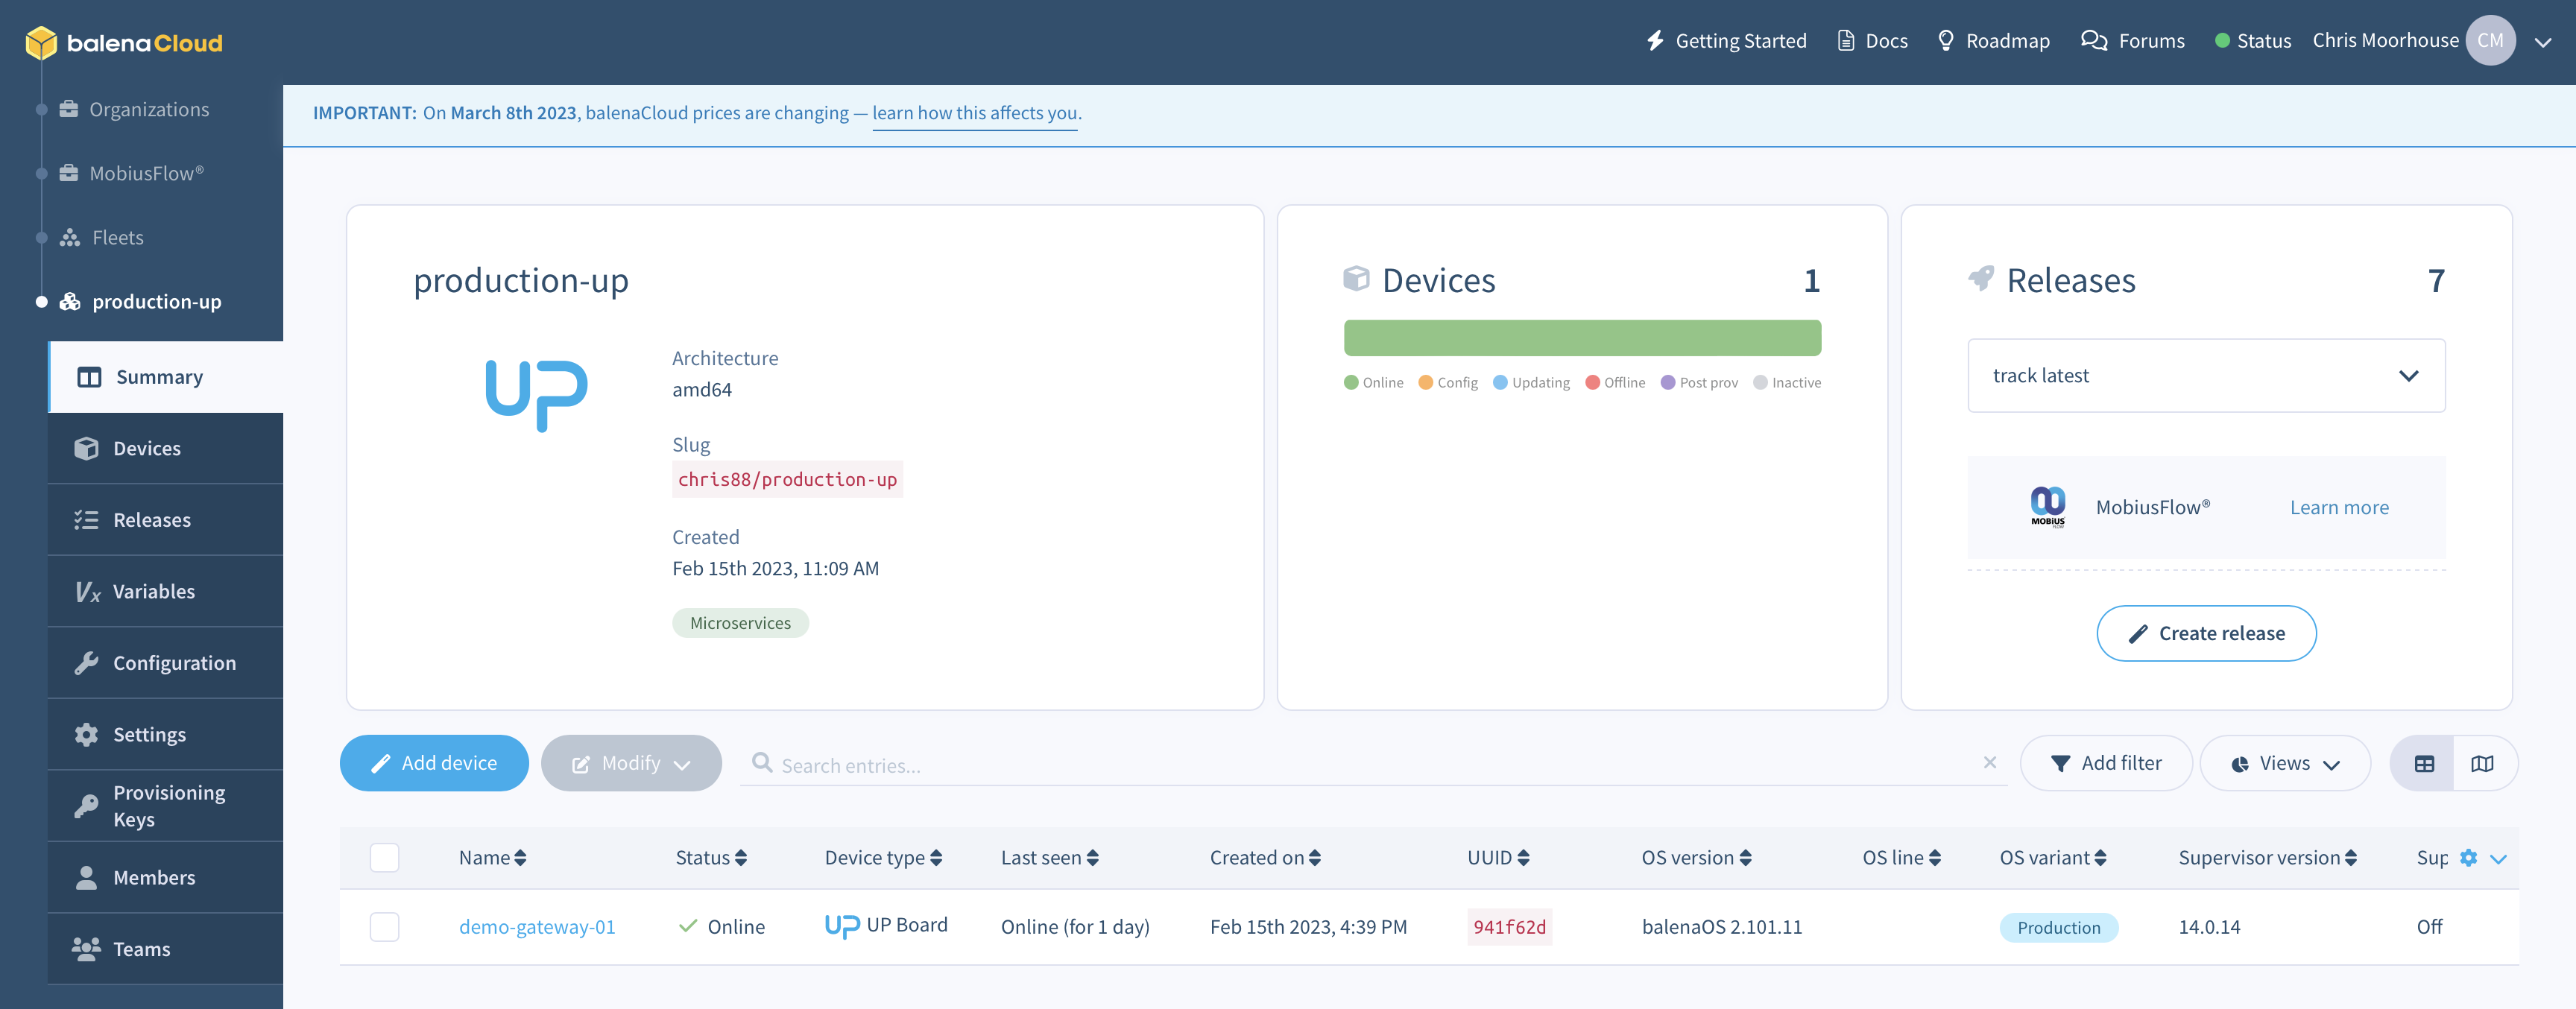 balenaCloud
Getting Started
Docs
Roadmap
Forums
Status
Chris Moorhouse
CM
Organizations
MobiusFlow®
Fleets
production-up
Summary
Devices
Releases
Variables
Configuration
Settings
Provisioning
Keys
Members
Teams
IMPORTANT: On March 8th 2023, balenaCloud prices are changing — learn how this affects you.
production-up
UP
Architecture
amd64
Slug
chris88/production-up
Created
Feb 15th 2023, 11:09 AM
Microservices
Devices 1
Online Config Updating Offline Post prov Inactive
Releases 7
track latest
MOBIUS
FLOW
MobiusFlow®
Learn more
Create release
Add device
Modify
Search entries...
Add filter
Views
Name Status Device type Last seen Created on UUID OS version OS line OS variant Supervisor version Sup
demo-gateway-01 Online UP UP Board Online (for 1 day) Feb 15th 2023, 4:39 PM 941f62d balenaOS 2.101.11 Production 14.0.14 Off